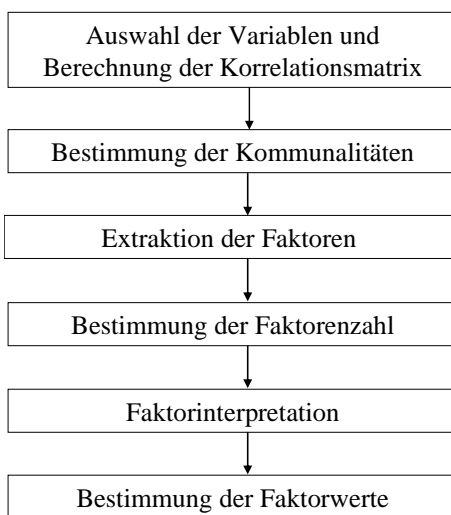 Auswahl der Variablen und
Berechnung der Korrelationsmatrix
Bestimmung der Kommunalitäten
Extraktion der Faktoren
Bestimmung der Faktorenzahl
Faktorinterpretation
Bestimmung der Faktorwerte